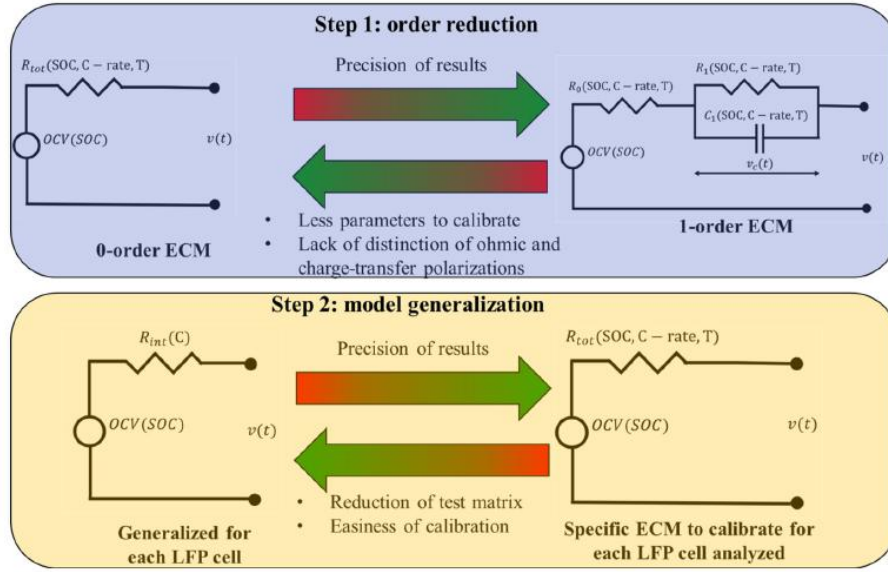 Step 1: order reduction
R_tot(SOC, C − rate, T)
OCV(SOC)
v(t)
0-order ECM
Precision of results
• Less parameters to calibrate
• Lack of distinction of ohmic and
charge-transfer polarizations
R_0(SOC, C − rate, T)
R_1(SOC, C − rate, T)
C_1(SOC, C − rate, T)
v_c(t)
OCV(SOC)
v(t)
1-order ECM
Step 2: model generalization
R_int(C)
OCV(SOC)
v(t)
Generalized for
each LFP cell
Precision of results
• Reduction of test matrix
• Easiness of calibration
R_tot(SOC, C − rate, T)
OCV(SOC)
v(t)
Specific ECM to calibrate for
each LFP cell analyzed